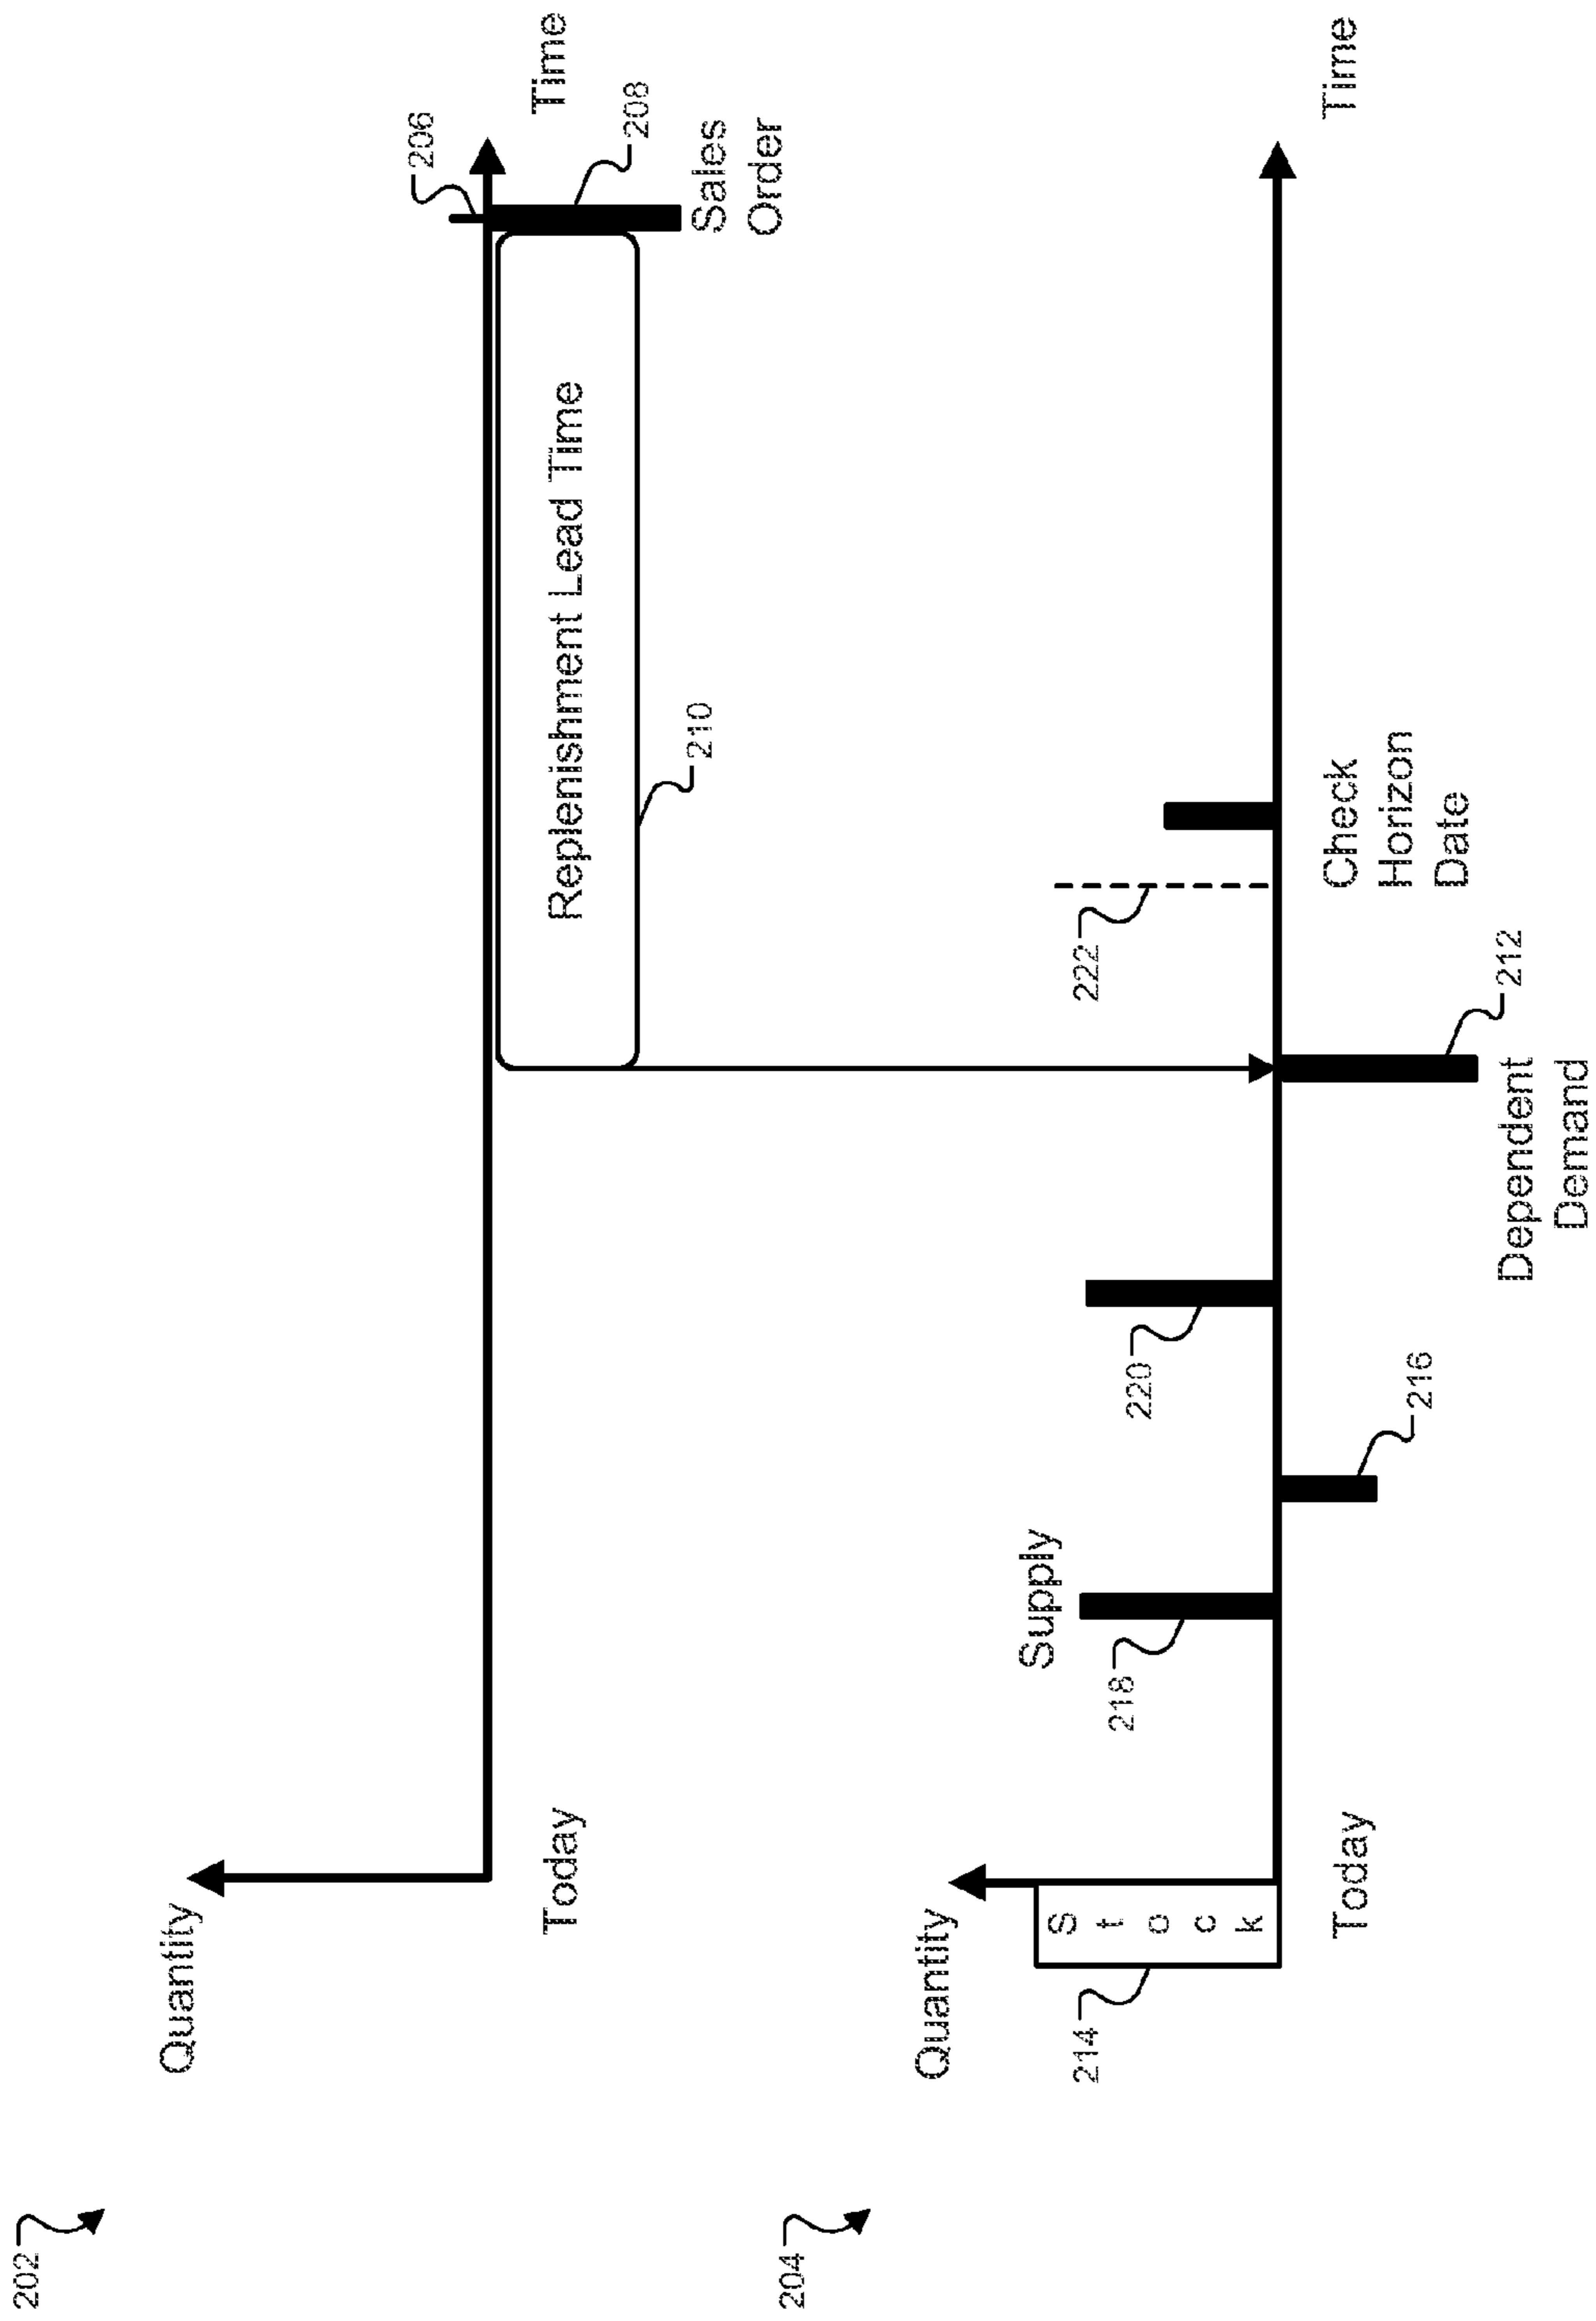 202
Quantity
206
Time
Today
Replenishment Lead Time
208
Sales
Order
210
204
Quantity
Supply
222
214
Stock
218
220
Today
216
Check
Horizon
Date
Time
212
Dependent
Demand